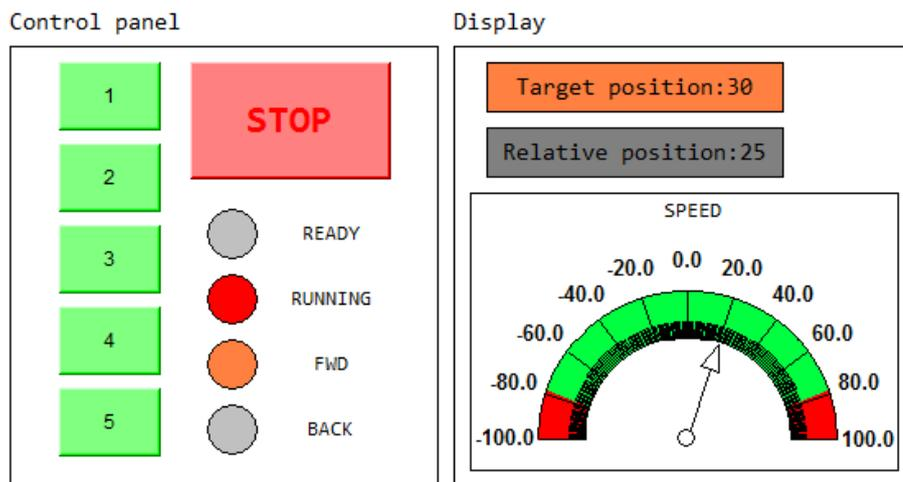 Control panel
1
2
3
4
5
STOP
READY
RUNNING
FWD
BACK
Display
Target position:30
Relative position:25
SPEED
-100.0
-80.0
-60.0
-40.0
-20.0
0.0
20.0
40.0
60.0
80.0
100.0